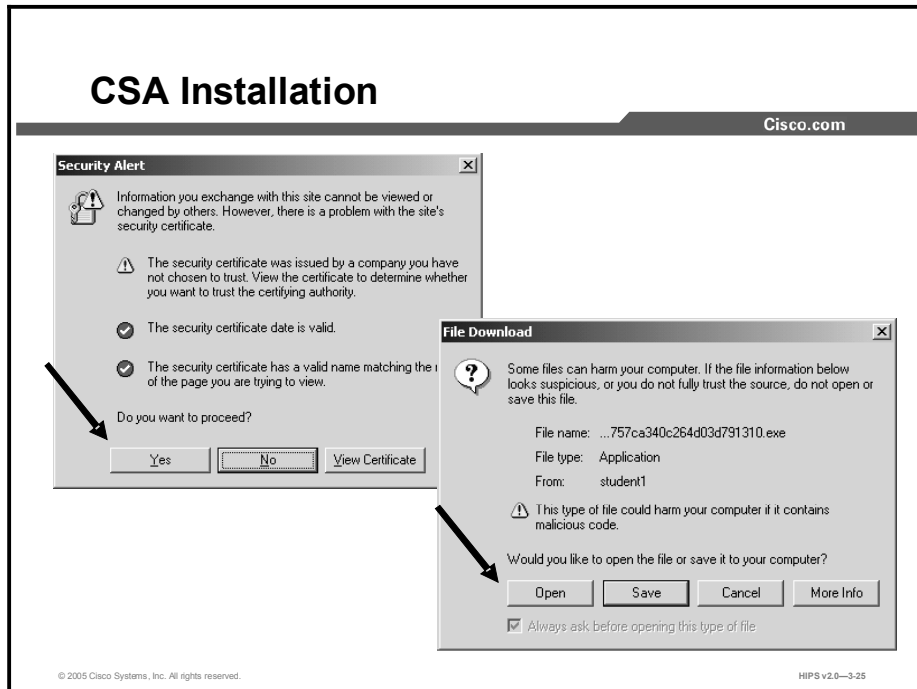 CSA Installation
Cisco.com
Security Alert
Information you exchange with this site cannot be viewed or
changed by others. However, there is a problem with the site's
security certificate.
The security certificate was issued by a company you have
not chosen to trust. View the certificate to determine whether
you want to trust the certifying authority.
The security certificate date is valid.
The security certificate has a valid name matching the
of the page you are trying to view.
Do you want to proceed?
Yes
No
View Certificate
File Download
Some files can harm your computer. If the file information below
looks suspicious, or you do not fully trust the source, do not open or
save this file.
File name: ...757ca340c264d03d791310.exe
File type: Application
From: student1
This type of file could harm your computer if it contains
malicious code.
Would you like to open the file or save it to your computer?
Open
Save
Cancel
More Info
Always ask before opening this type of file
© 2005 Cisco Systems, Inc. All rights reserved.
HIPS v2.0—3-25